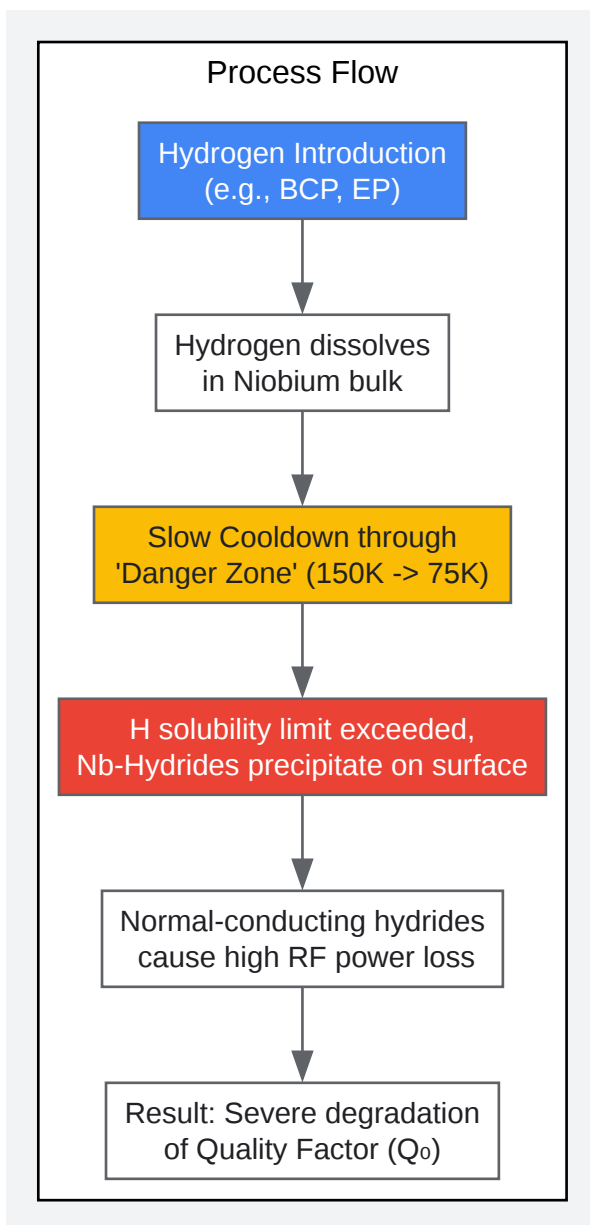 Process Flow
Hydrogen Introduction
(e.g., BCP, EP)
Hydrogen dissolves
in Niobium bulk
Slow Cooldown through
'Danger Zone' (150K -> 75K)
H solubility limit exceeded,
Nb-Hydrides precipitate on surface
Normal-conducting hydrides
cause high RF power loss
Result: Severe degradation
of Quality Factor (Q₀)